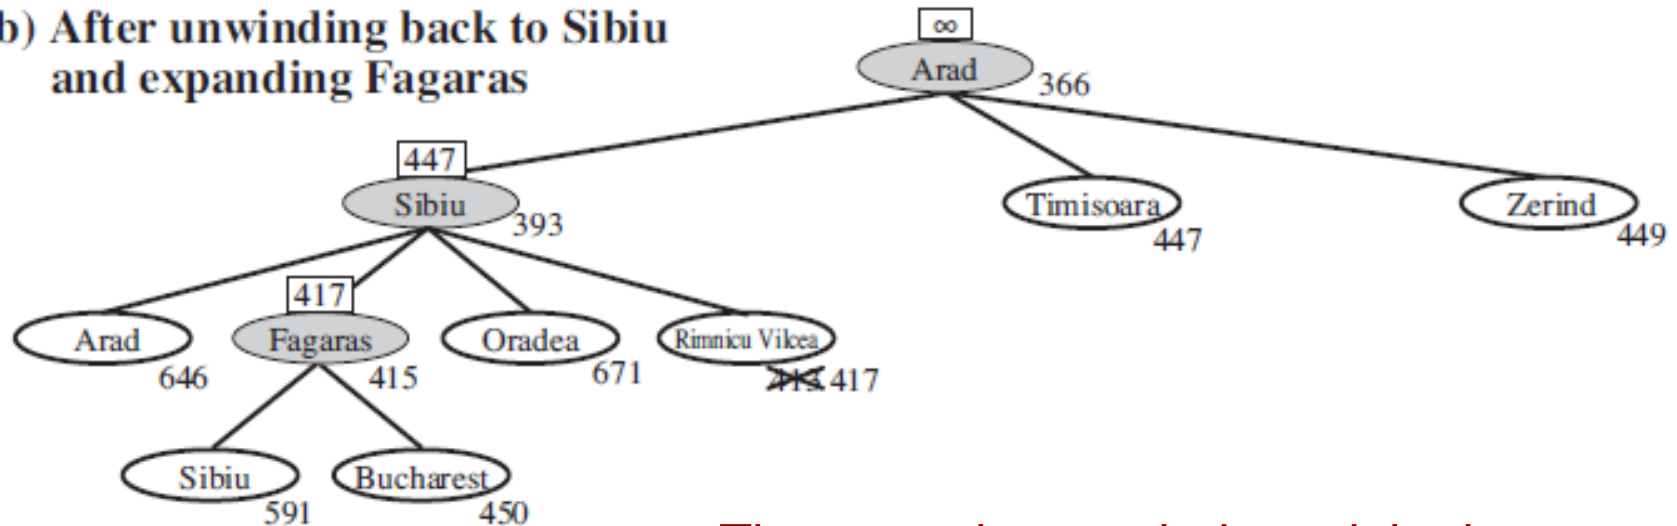 b) After unwinding back to Sibiu
and expanding Fagaras
∞
Arad
366
447
Sibiu
393
Timisoara
447
Zerind
449
417
Arad
646
Fagaras
415
Oradea
671
Rimnicu Vilcea
413 417
Sibiu
591
Bucharest
450